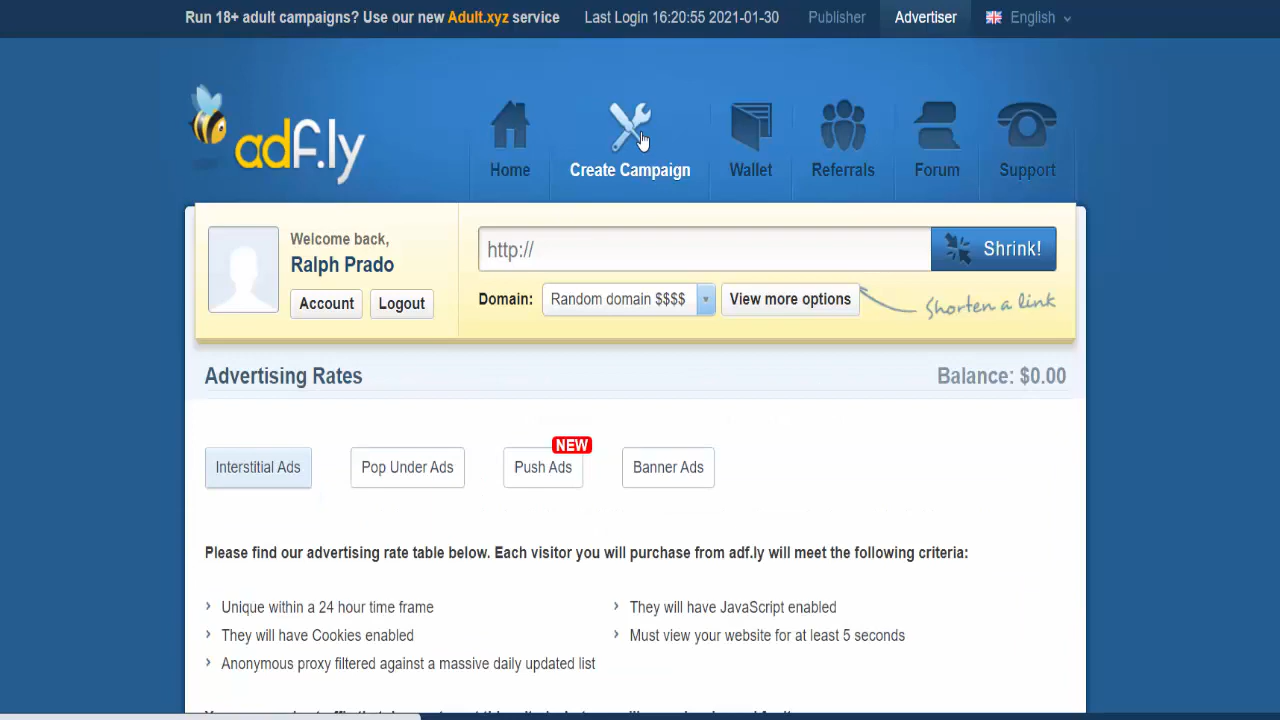 Run 18+ adult campaigns? Use our new Adult.xyz service Last Login 16:20:55 2021-01-30 Publisher Advertiser English
adf.ly
Home Create Campaign Wallet Referrals Forum Support
Welcome back,
Ralph Prado
Account Logout
http:// Shrink!
Domain: Random domain $$$$ View more options Shorten a link
Advertising Rates Balance: $0.00
NEW
Interstitial Ads Pop Under Ads Push Ads Banner Ads
Please find our advertising rate table below. Each visitor you will purchase from adf.ly will meet the following criteria:
› Unique within a 24 hour time frame › They will have JavaScript enabled
› They will have Cookies enabled › Must view your website for at least 5 seconds
› Anonymous proxy filtered against a massive daily updated list